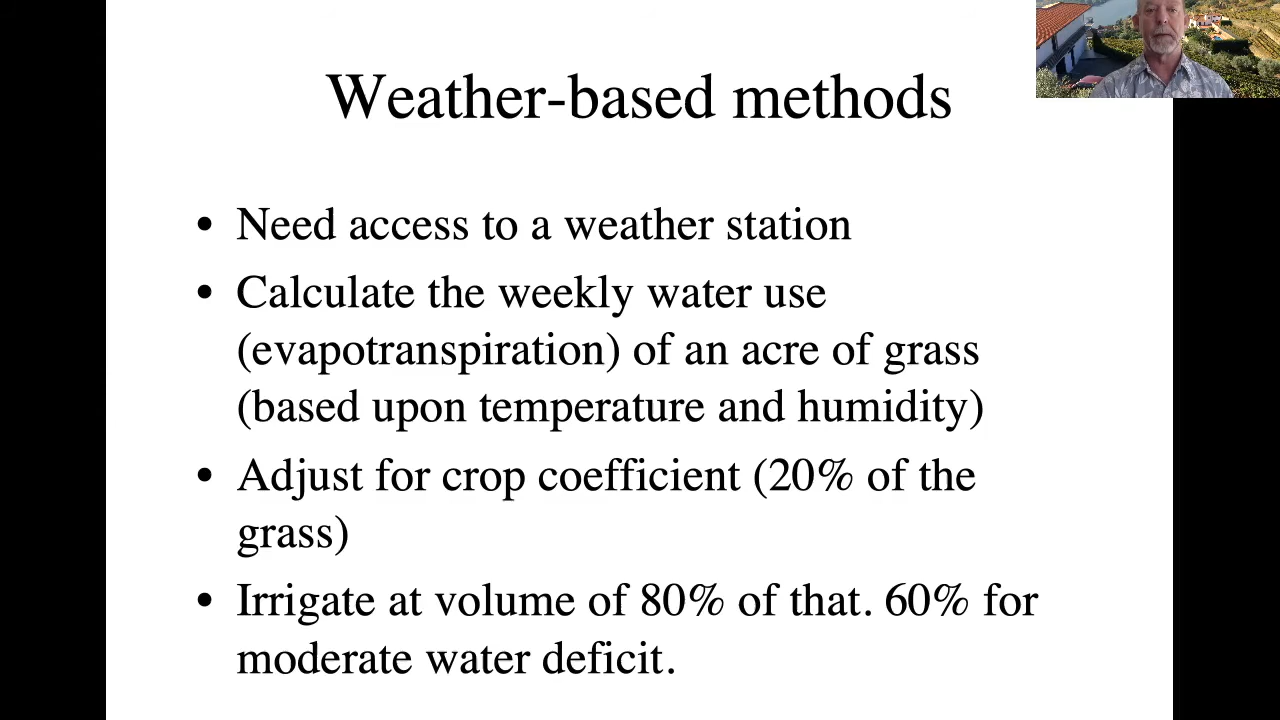 Weather-based methods
• Need access to a weather station
• Calculate the weekly water use
(evapotranspiration) of an acre of grass
(based upon temperature and humidity)
• Adjust for crop coefficient (20% of the
grass)
• Irrigate at volume of 80% of that. 60% for
moderate water deficit.